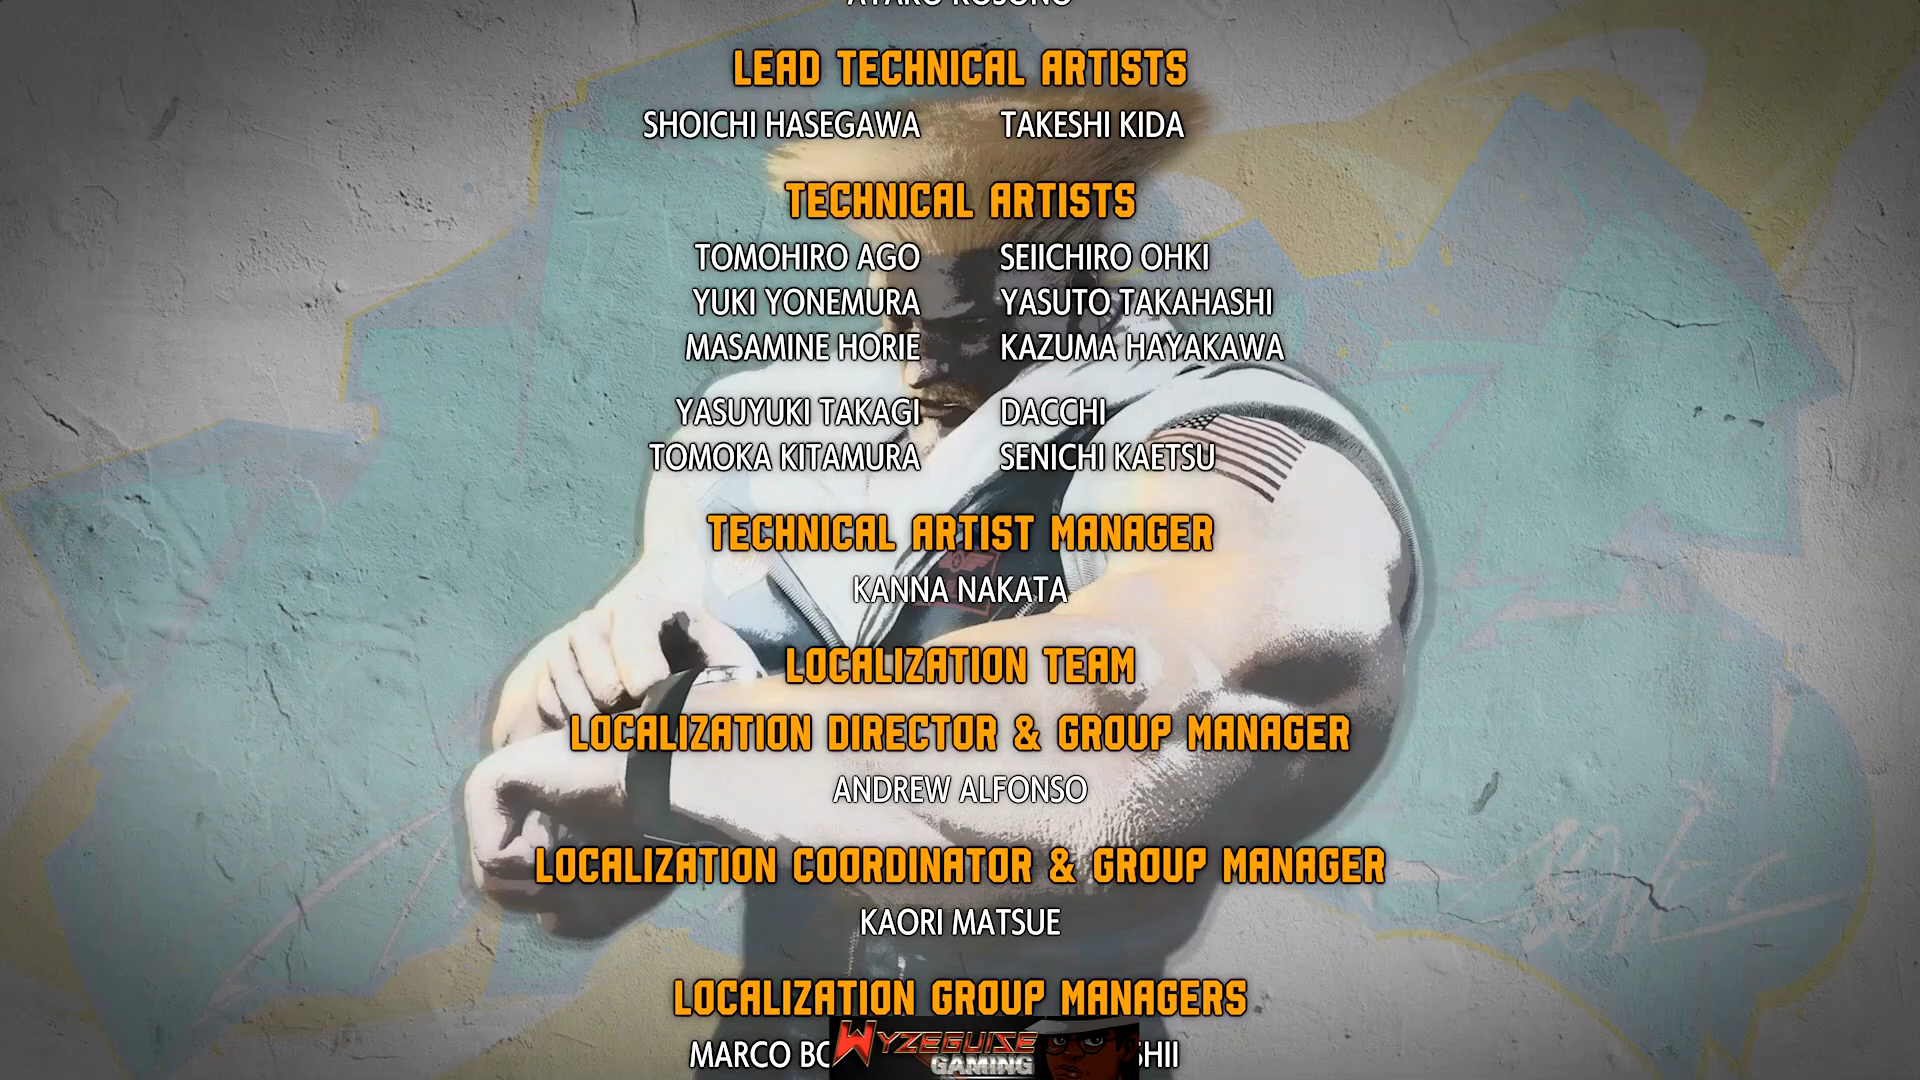 LEAD TECHNICAL ARTISTS
SHOICHI HASEGAWA TAKESHI KIDA
TECHNICAL ARTISTS
TOMOHIRO AGO SEIICHIRO OHKI
YUKI YONEMURA YASUTO TAKAHASHI
MASAMINE HORIE KAZUMA HAYAKAWA
YASUYUKI TAKAGI DACCHI
TOMOKA KITAMURA SENICHI KAETSU
TECHNICAL ARTIST MANAGER
KANNA NAKATA
LOCALIZATION TEAM
LOCALIZATION DIRECTOR & GROUP MANAGER
ANDREW ALFONSO
LOCALIZATION COORDINATOR & GROUP MANAGER
KAORI MATSUE
LOCALIZATION GROUP MANAGERS
MARCO
WYZEGUISE
GAMING